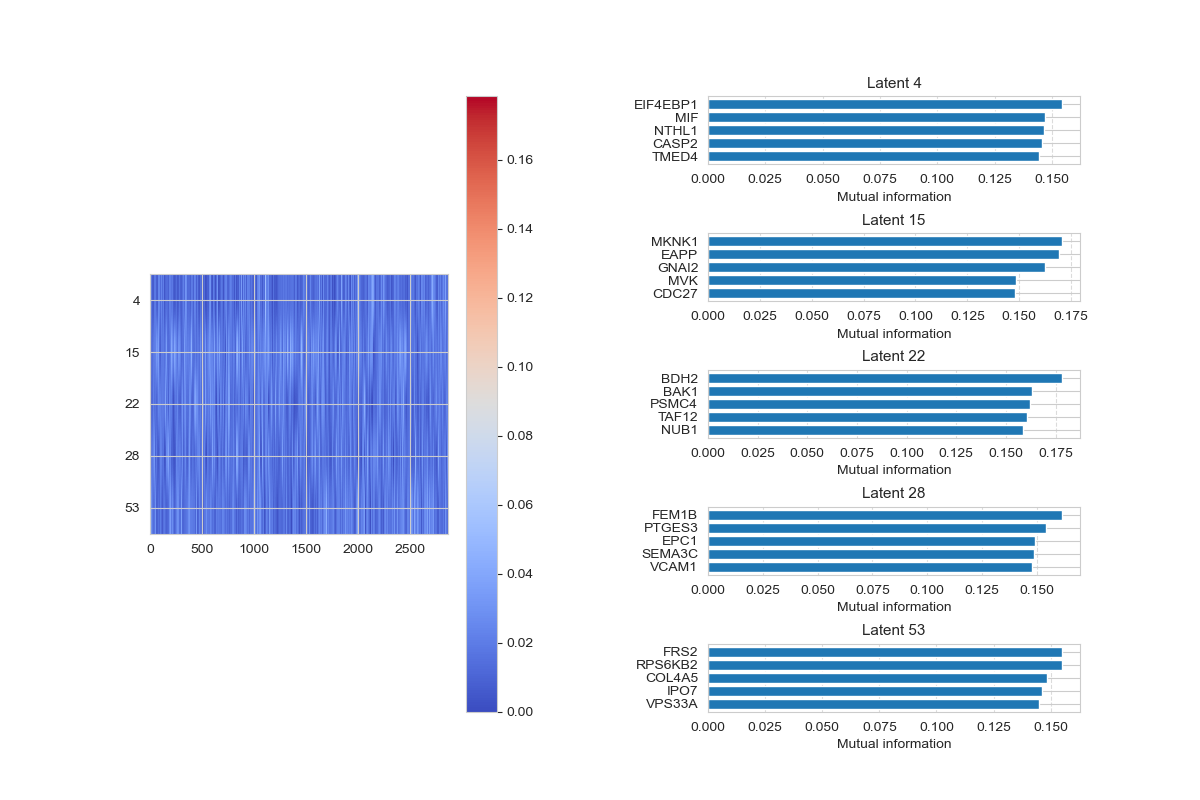 4
15
22
28
53
0 500 1000 1500 2000 2500
0.16
0.14
0.12
0.10
0.08
0.06
0.04
0.02
0.00
Latent 4
EIF4EBP1
MIF
NTHL1
CASP2
TMED4
0.000 0.025 0.050 0.075 0.100 0.125 0.150
Mutual information
Latent 15
MKNK1
EAPP
GNAI2
MVK
CDC27
0.000 0.025 0.050 0.075 0.100 0.125 0.150 0.175
Mutual information
Latent 22
BDH2
BAK1
PSMC4
TAF12
NUB1
0.000 0.025 0.050 0.075 0.100 0.125 0.150 0.175
Mutual information
Latent 28
FEM1B
PTGES3
EPC1
SEMA3C
VCAM1
0.000 0.025 0.050 0.075 0.100 0.125 0.150
Mutual information
Latent 53
FRS2
RPS6KB2
COL4A5
IPO7
VPS33A
0.000 0.025 0.050 0.075 0.100 0.125 0.150
Mutual information